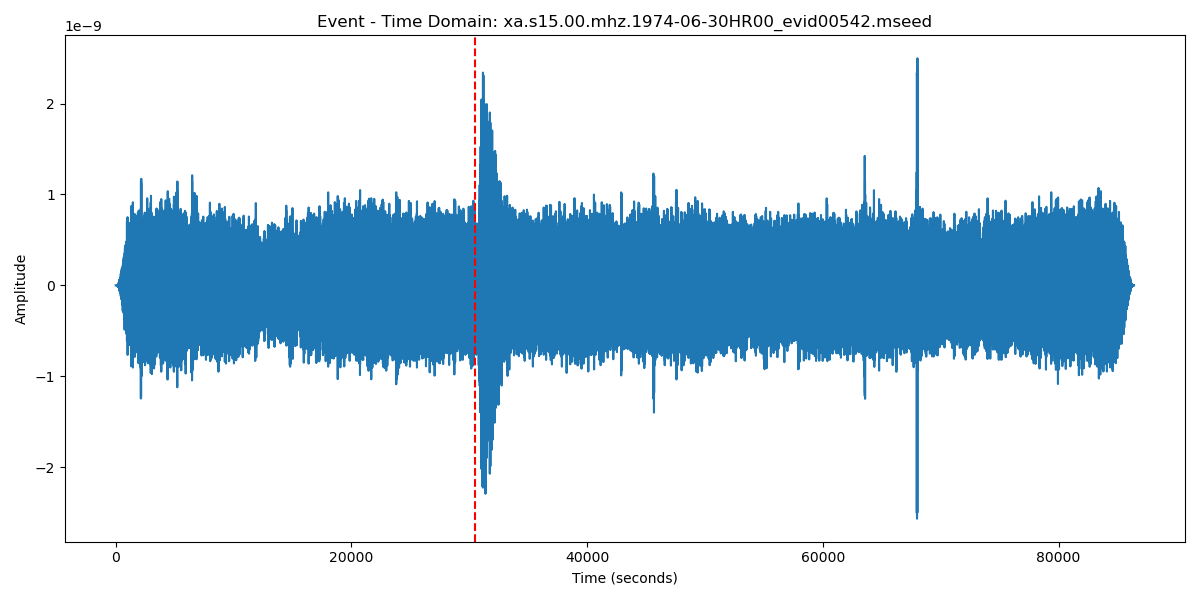 Event - Time Domain: xa.s15.00.mhz.1974-06-30HR00_evid00542.mseed
1e−9
2
1
0
−1
−2
Amplitude
0 20000 40000 60000 80000
Time (seconds)